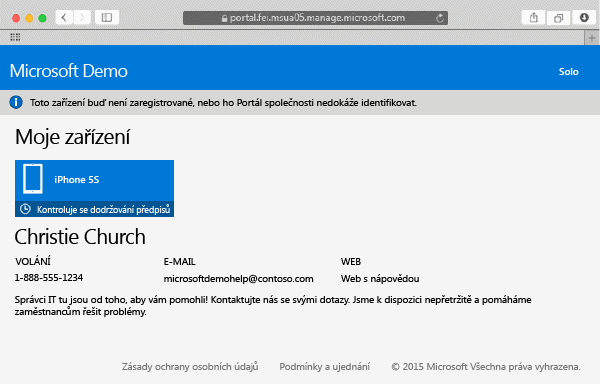 portal.fei.msua05.manage.microsoft.com
Microsoft Demo
Solo
Toto zařízení buď není zaregistrované, nebo ho Portál společnosti nedokáže identifikovat.
Moje zařízení
iPhone 5S
Kontroluje se dodržování předpisů
Christie Church
VOLÁNÍ E-MAIL WEB
1-888-555-1234 microsoftdemohelp@contoso.com Web s nápovědou
Správci IT tu jsou od toho, aby vám pomohli! Kontaktujte nás se svými dotazy. Jsme k dispozici nepřetržitě a pomáháme
zaměstnancům řešit problémy.
Zásady ochrany osobních údajů Podmínky a ujednání © 2015 Microsoft Všechna práva vyhrazena.